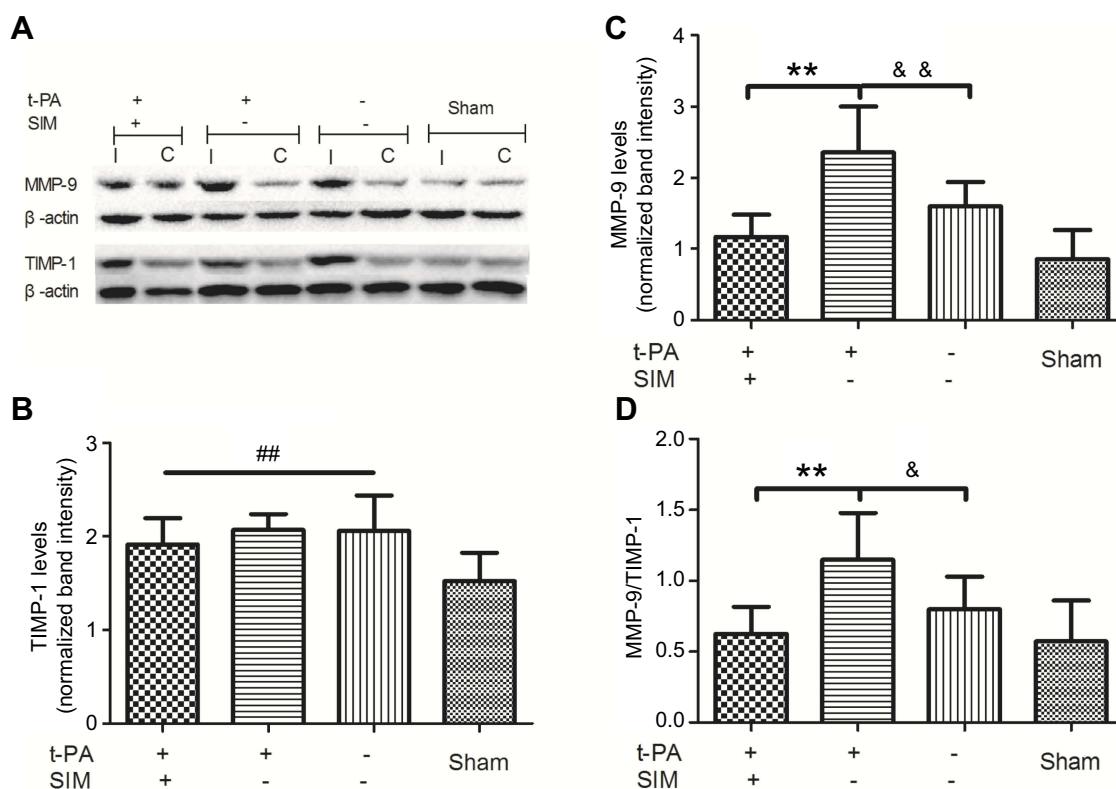 A
t-PA + + - Sham
SIM + - -
I C I C I C I C
MMP-9
β -actin
TIMP-1
β -actin
B
TIMP-1 levels
(normalized band intensity)
3
2
1
0
##
t-PA + + - Sham
SIM + - -
C
MMP-9 levels
(normalized band intensity)
4
3
2
1
0
** & &
t-PA + + - Sham
SIM + - -
D
MMP-9/TIMP-1
2.0
1.5
1.0
0.5
0.0
** &
t-PA + + - Sham
SIM + - -